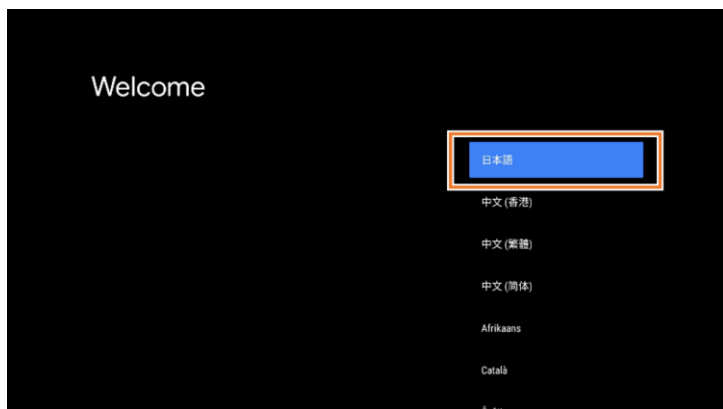 Welcome
日本語
中文 (香港)
中文 (繁體)
中文 (简体)
Afrikaans
Català